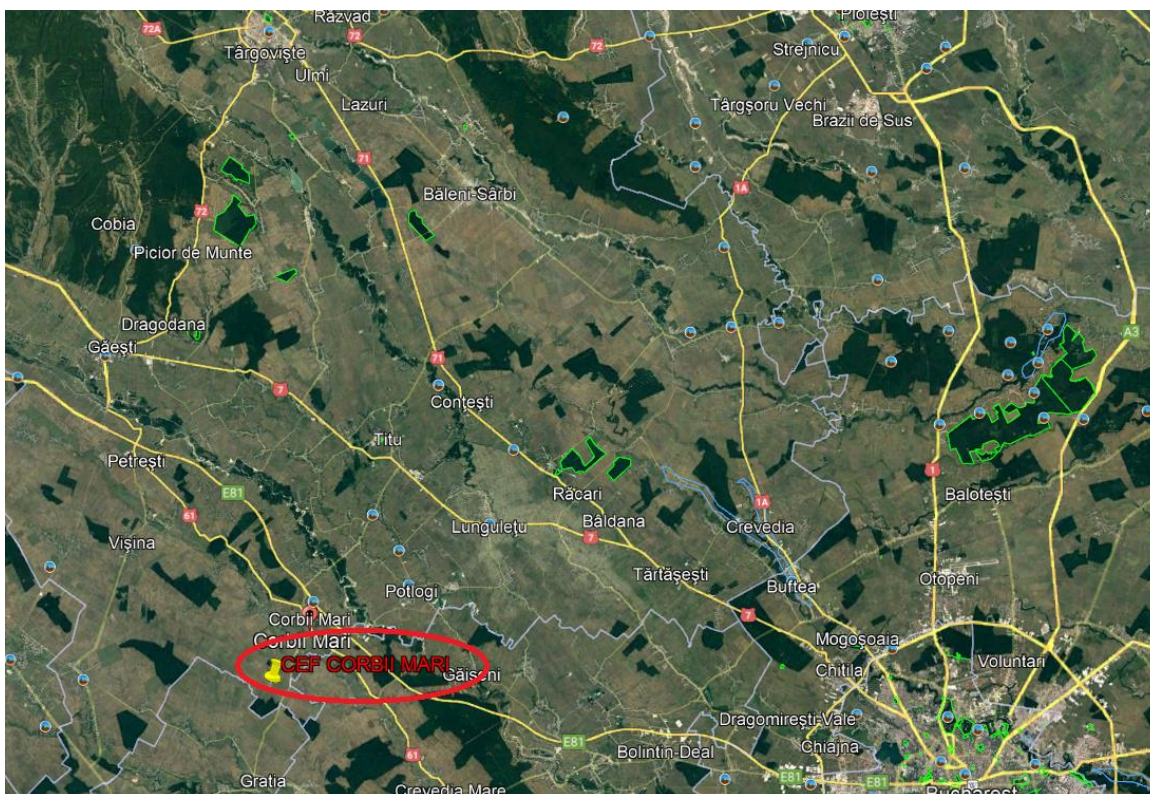 72A
Răzvad
72
Ploiești
Târgoviște
72
Strejnicu
Ulmi
Lazuri
Târgșoru Vechi
Brazii de Sus
71
1A
Băleni-Sârbi
72
Cobia
Picior de Munte
Dragodana
A3
Găești
71
7
Contești
Titu
Petrești
1
E81
Răcari
Balotești
61
1A
Lungulețu
Bâldana
Crevedia
7
Vișina
Tărtășești
Otopeni
Potlogi
Buftea
7
Corbii Mari
Corbii Mari
Mogoșoaia
CEF CORBII MARI
Găiseni
Chitila
Voluntari
Dragomirești-Vale
61
E81
Bolintin-Deal
Chiajna
Gratia
E81
E81
Crevedia Mare
Bucharest